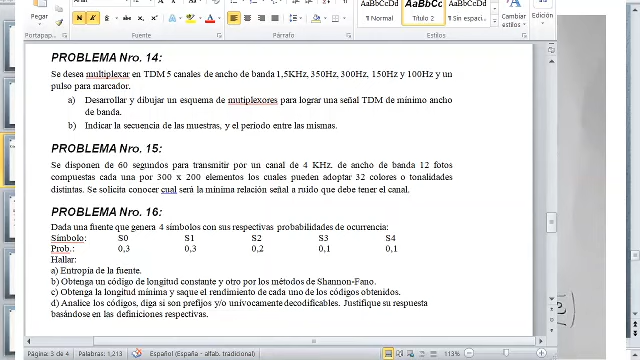 Pegar
Portapap...
Fuente
Párrafo
AaBbCcDd
AaBbCc
AaBbCcDd
¶ Normal
Título 2
¶ Sin espaci...
Cambiar
estilos
Estilos
Edición
PROBLEMA Nro. 14:
Se desea multiplexar en TDM 5 canales de ancho de banda 1,5KHz, 350Hz, 300Hz, 150Hz y 100Hz y un
pulso para marcador.
a) Desarrollar y dibujar un esquema de mutiplexores para lograr una señal TDM de mínimo ancho
de banda.
b) Indicar la secuencia de las muestras, y el periodo entre las mismas.
PROBLEMA Nro. 15:
Se disponen de 60 segundos para transmitir por un canal de 4 KHz. de ancho de banda 12 fotos
compuestas cada una por 300 x 200 elementos los cuales pueden adoptar 32 colores o tonalidades
distintas. Se solicita conocer cual será la mínima relación señal a ruido que debe tener el canal.
PROBLEMA Nro. 16:
Dada una fuente que genera 4 símbolos con sus respectivas probabilidades de ocurrencia:
Símbolo: S0 S1 S2 S3 S4
Prob.: 0,3 0,3 0,2 0,1 0,1
Hallar:
a) Entropía de la fuente.
b) Obtenga un código de longitud constante y otro por los métodos de Shannon-Fano.
c) Obtenga la longitud mínima y saque el rendimiento de cada uno de los códigos obtenidos.
d) Analice los códigos, diga si son prefijos y/o unívocamente decodificables. Justifique su respuesta
basándose en las definiciones respectivas.
Página: 3 de 4
Palabras: 1,213
Español (España - alfab. tradicional)
113%